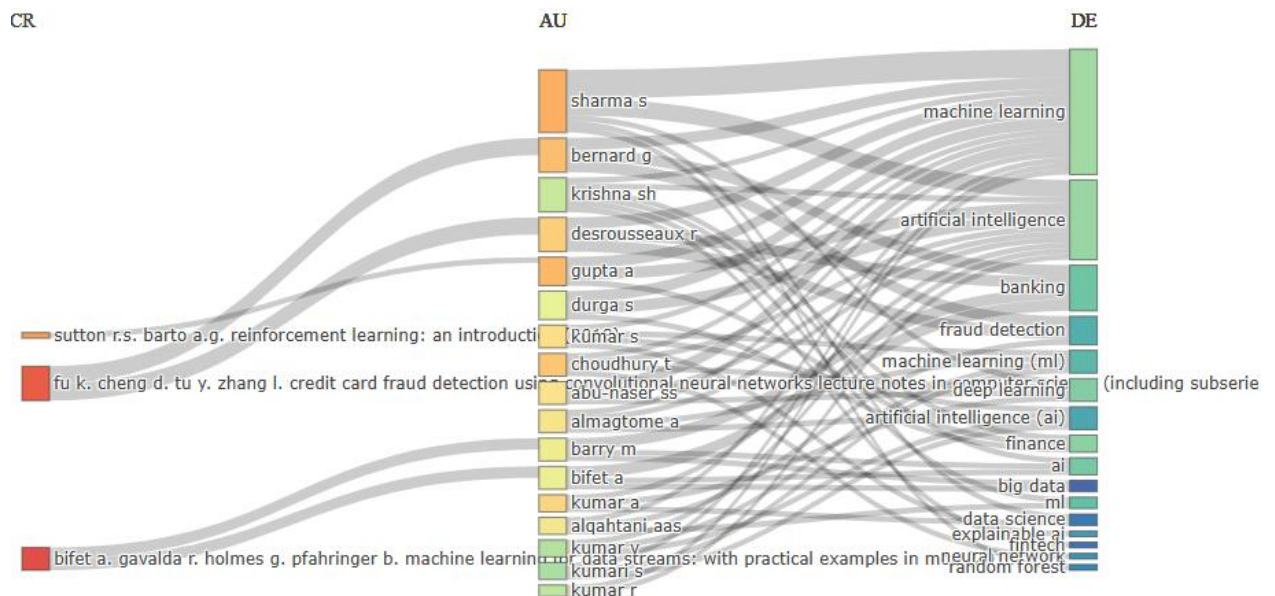 CR
AU
DE
sharma s
bernard g
krishna sh
desrousseaux r
gupta a
durga s
kumar s
choudhury t
abu-naser ss
almagtome a
barry m
bifet a
kumar a
alqahtani aas
kumar v
kumari s
kumar r
sutton r.s. barto a.g. reinforcement learning: an introduction
fu k. cheng d. tu y. zhang l. credit card fraud detection using convolutional neural networks lecture notes in computer (including subserie
bifet a. gavalda r. holmes g. pfahringer b. machine learning for data streams: with practical examples in
machine learning
artificial intelligence
banking
fraud detection
machine learning (ml)
deep learning
artificial intelligence (ai)
finance
ai
big data
ml
data science
explainable ai
fintech
neural network
random forest